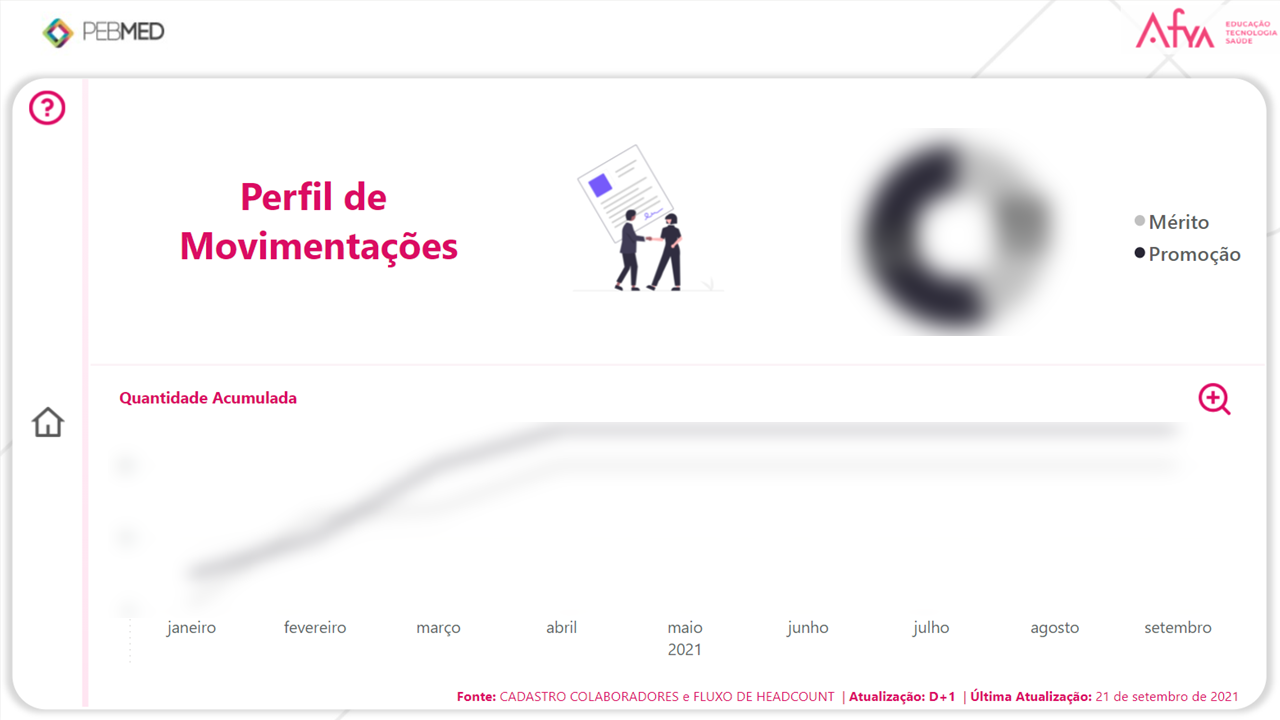 PEBMED
Afya
EDUCAÇÃO
TECNOLOGIA
SAÚDE
?
Perfil de
Movimentações
Mérito
Promoção
Quantidade Acumulada
janeiro fevereiro março abril maio junho julho agosto setembro
2021
Fonte: CADASTRO COLABORADORES e FLUXO DE HEADCOUNT | Atualização: D+1 | Última Atualização: 21 de setembro de 2021